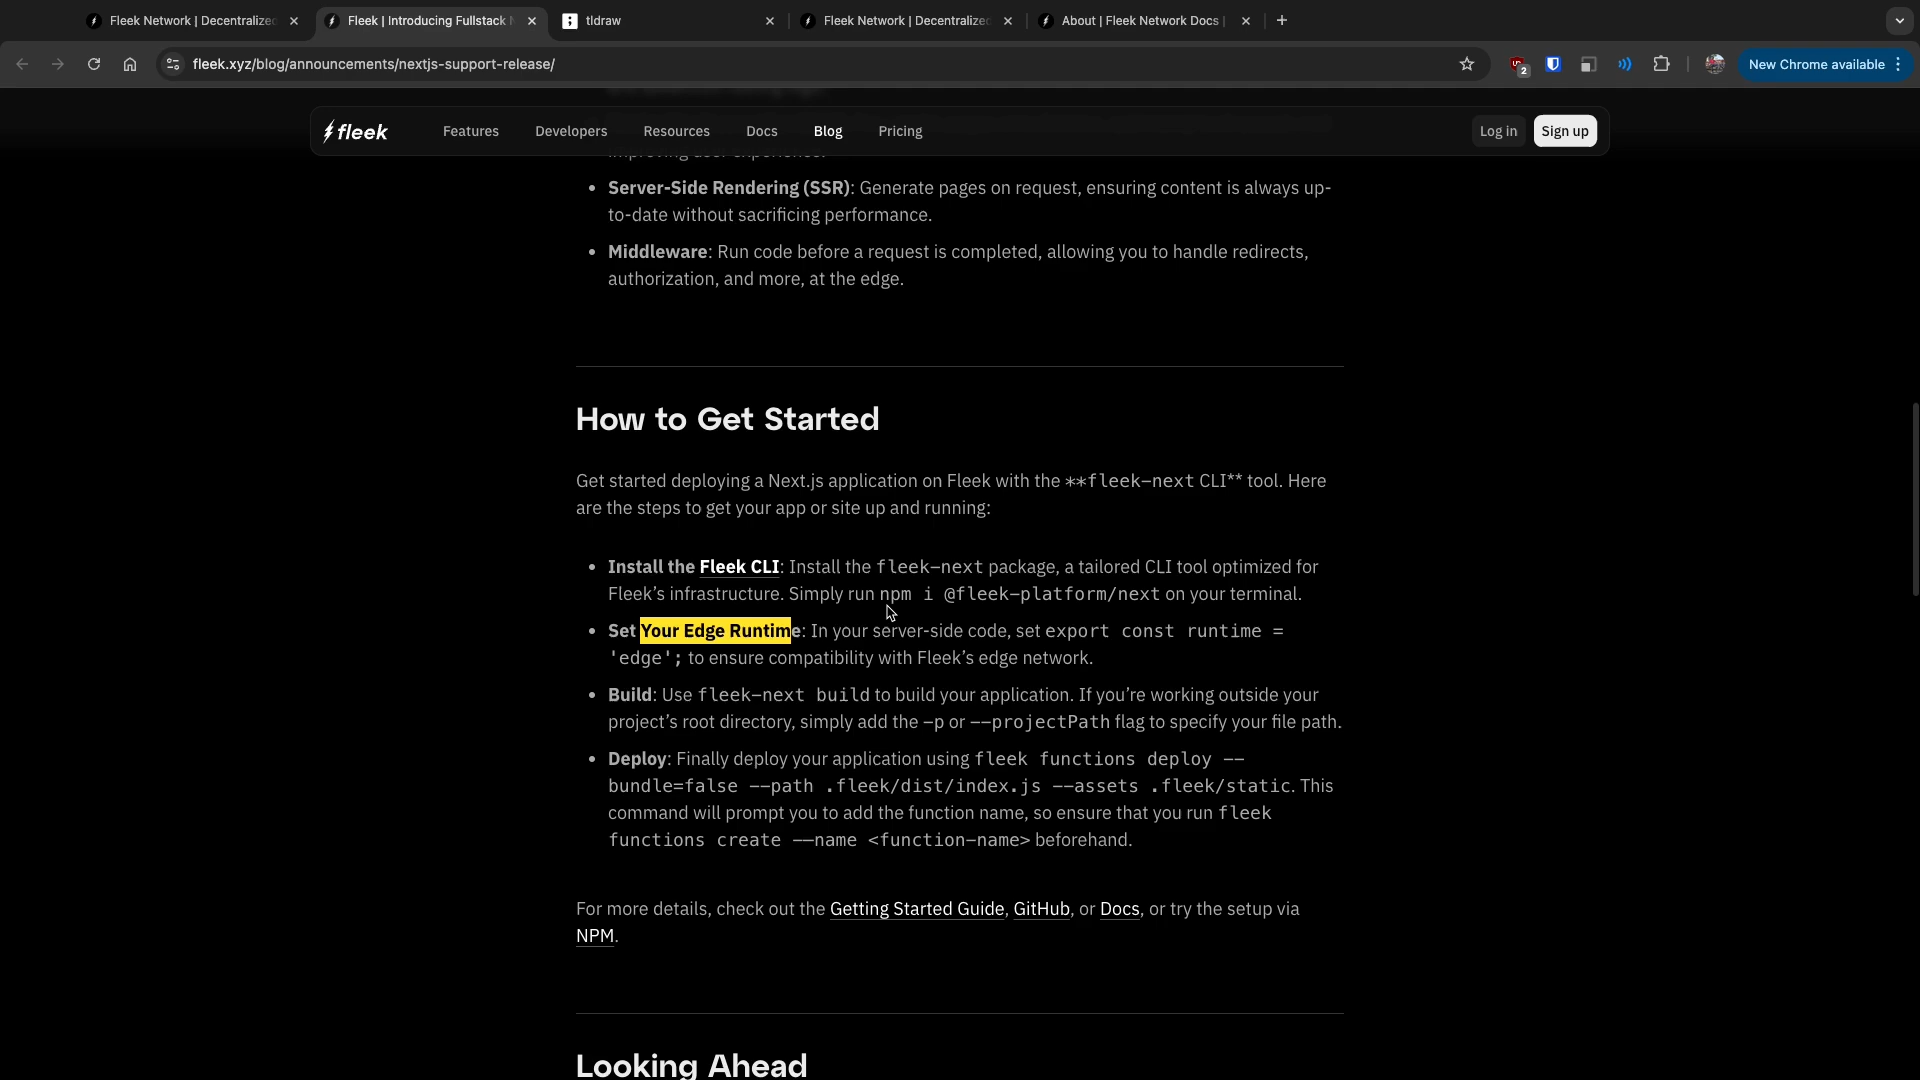 Fleek Network | Decentralized
Fleek | Introducing Fullstack N
tldraw
Fleek Network | Decentralized
About | Fleek Network Docs |
fleek.xyz/blog/announcements/nextjs-support-release/
2
New Chrome available
fleek
Features
Developers
Resources
Docs
Blog
Pricing
Log in
Sign up
improving user experience.
• Server-Side Rendering (SSR): Generate pages on request, ensuring content is always up-
to-date without sacrificing performance.
• Middleware: Run code before a request is completed, allowing you to handle redirects,
authorization, and more, at the edge.
How to Get Started
Get started deploying a Next.js application on Fleek with the **fleek-next CLI** tool. Here
are the steps to get your app or site up and running:
• Install the Fleek CLI: Install the fleek-next package, a tailored CLI tool optimized for
Fleek’s infrastructure. Simply run npm i @fleek-platform/next on your terminal.
• Set Your Edge Runtime: In your server-side code, set export const runtime =
'edge'; to ensure compatibility with Fleek’s edge network.
• Build: Use fleek-next build to build your application. If you’re working outside your
project’s root directory, simply add the -p or --projectPath flag to specify your file path.
• Deploy: Finally deploy your application using fleek functions deploy --
bundle=false --path .fleek/dist/index.js --assets .fleek/static. This
command will prompt you to add the function name, so ensure that you run fleek
functions create --name <function-name> beforehand.
For more details, check out the Getting Started Guide, GitHub, or Docs, or try the setup via
NPM.
Looking Ahead